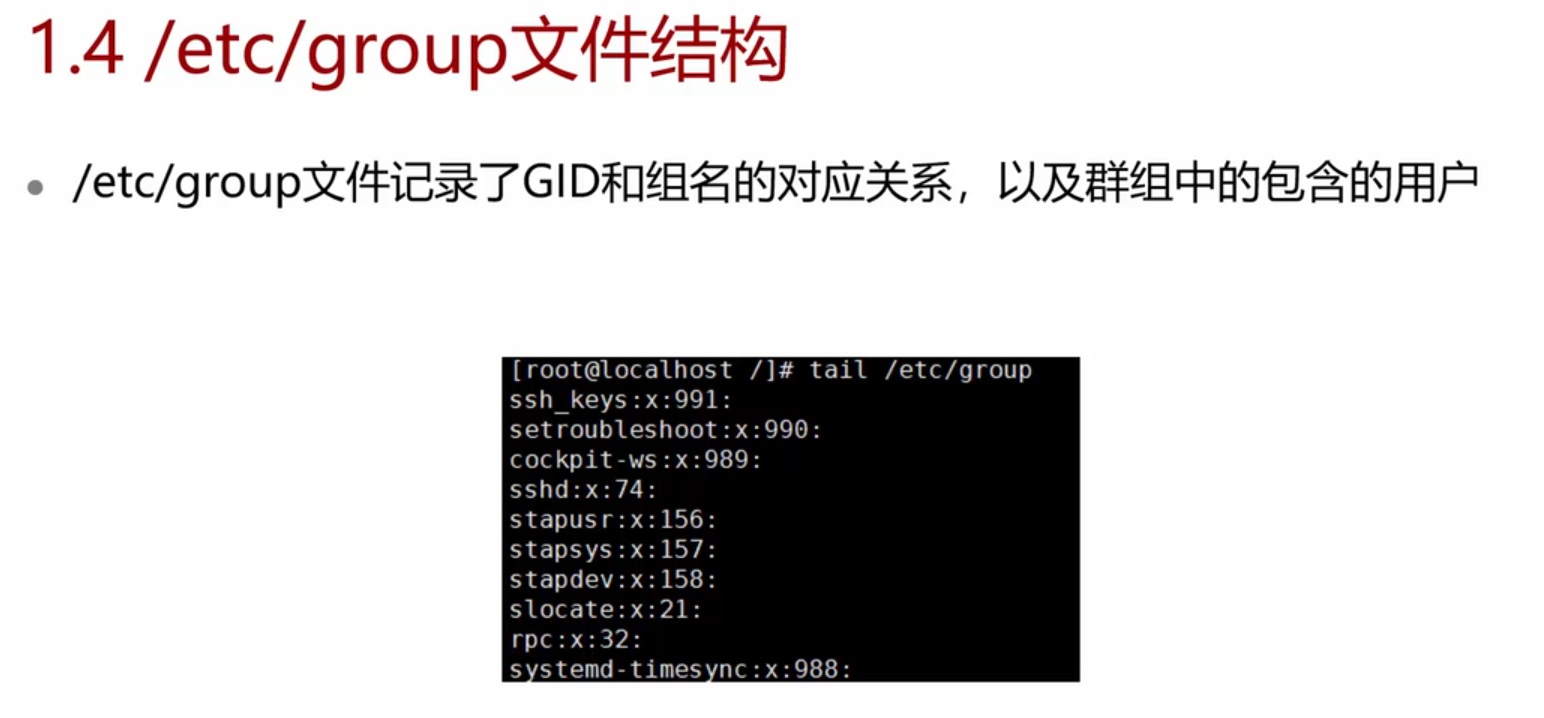 1.4 /etc/group文件结构
/etc/group文件记录了GID和组名的对应关系，以及群组中的包含的用户
[root@localhost /]# tail /etc/group
ssh_keys:x:991:
setroubleshoot:x:990:
cockpit-ws:x:989:
sshd:x:74:
stapusr:x:156:
stapsys:x:157:
stapdev:x:158:
slocate:x:21:
rpc:x:32:
systemd-timesync:x:988: